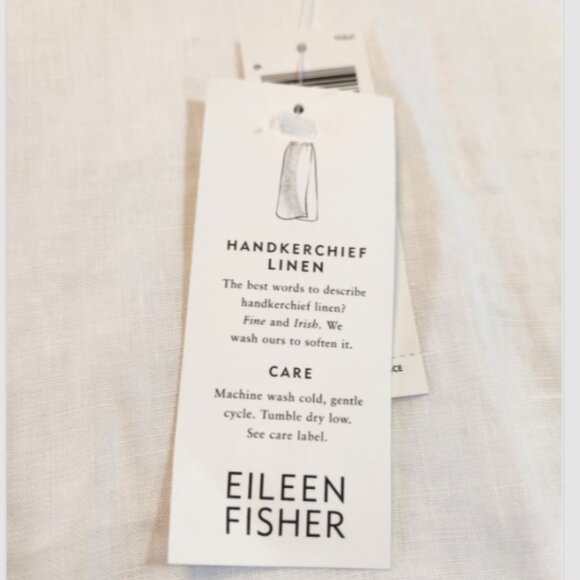 HANDKERCHIEF
LINEN
The best words to describe
handkerchief linen?
Fine and Irish. We
wash ours to soften it.
CARE
Machine wash cold, gentle
cycle. Tumble dry low.
See care label.
EILEEN
FISHER